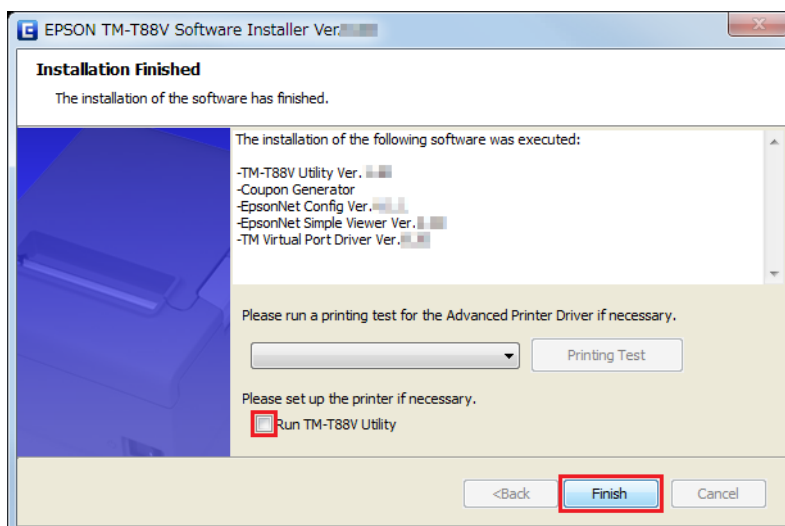 EPSON TM-T88V Software Installer Ver.
Installation Finished
The installation of the software has finished.
The installation of the following software was executed:
-TM-T88V Utility Ver.
-Coupon Generator
-EpsonNet Config Ver.
-EpsonNet Simple Viewer Ver.
-TM Virtual Port Driver Ver.
Please run a printing test for the Advanced Printer Driver if necessary.
Printing Test
Please set up the printer if necessary.
Run TM-T88V Utility
<Back Finish Cancel